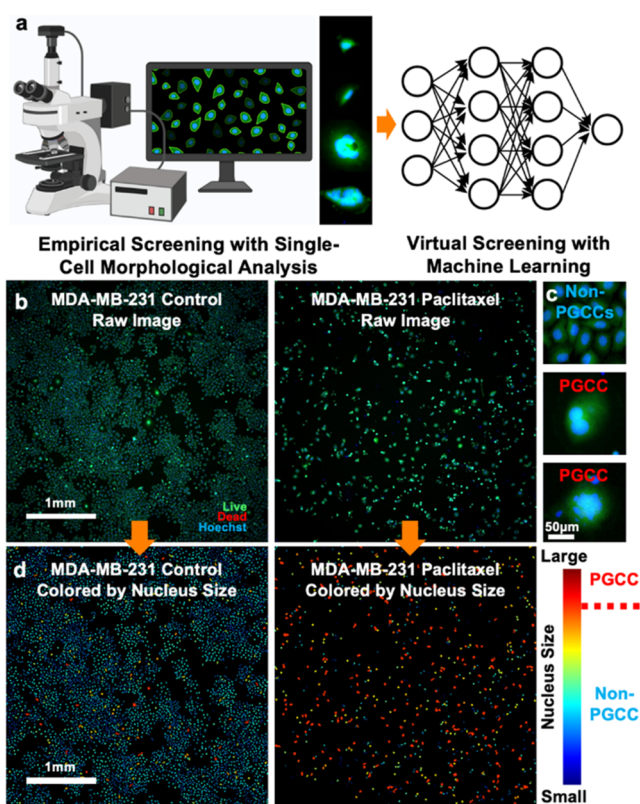 a
Empirical Screening with Single-
Cell Morphological Analysis
Virtual Screening with
Machine Learning
b
MDA-MB-231 Control
Raw Image
1mm
Live
Dead
Hoechst
MDA-MB-231 Paclitaxel
Raw Image
c
Non-
PGCCs
PGCC
PGCC
50µm
d
MDA-MB-231 Control
Colored by Nucleus Size
1mm
MDA-MB-231 Paclitaxel
Colored by Nucleus Size
Large
Nucleus Size
PGCC
Non-
PGCC
Small